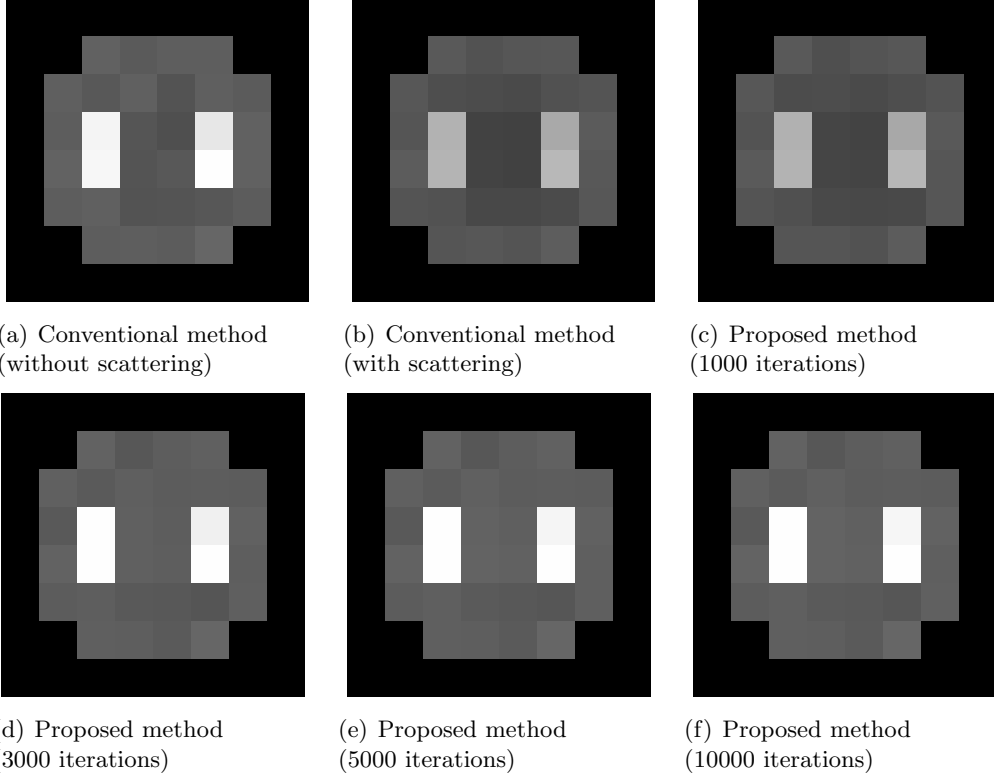 (a) Conventional method
(without scattering)
(b) Conventional method
(with scattering)
(c) Proposed method
(1000 iterations)
(d) Proposed method
(3000 iterations)
(e) Proposed method
(5000 iterations)
(f) Proposed method
(10000 iterations)